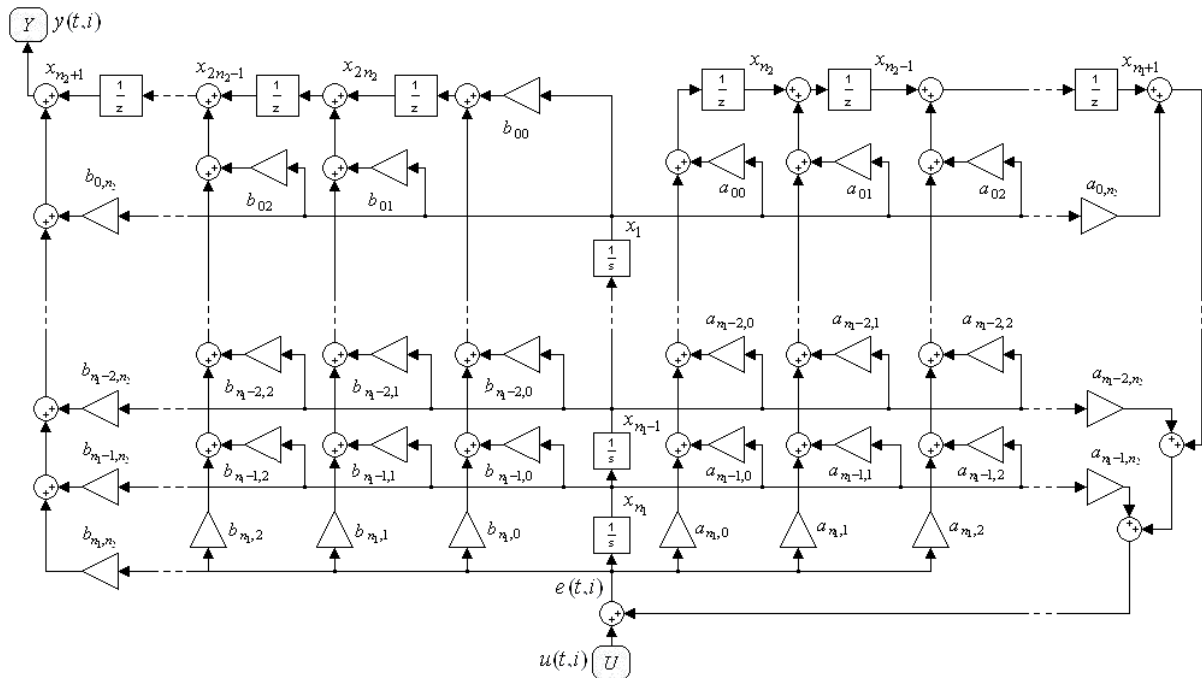 Y y(t,i)
x_{n_2+1} x_{2n_2-1} x_{2n_2} x_{n_2} x_{n_2-1} x_{n_1+1}
1/z 1/z 1/z 1/z 1/z 1/z
b_{00}
b_{0,n_2} b_{02} b_{01} a_{00} a_{01} a_{02} a_{0,n_2}
x_1
1/s
a_{n_1-2,0} a_{n_1-2,1} a_{n_1-2,2}
b_{n_1-2,n_2} b_{n_1-2,2} b_{n_1-2,1} b_{n_1-2,0} a_{n_1-2,n_2}
x_{n_1-1}
b_{n_1-1,n_2} b_{n_1-1,2} b_{n_1-1,1} b_{n_1-1,0} 1/s a_{n_1-1,0} a_{n_1-1,1} a_{n_1-1,2} a_{n_1-1,n_2}
x_{n_1}
b_{n_1,n_2} b_{n_1,2} b_{n_1,1} b_{n_1,0} 1/s a_{n_1,0} a_{n_1,1} a_{n_1,2}
e(t,i)
u(t,i) U